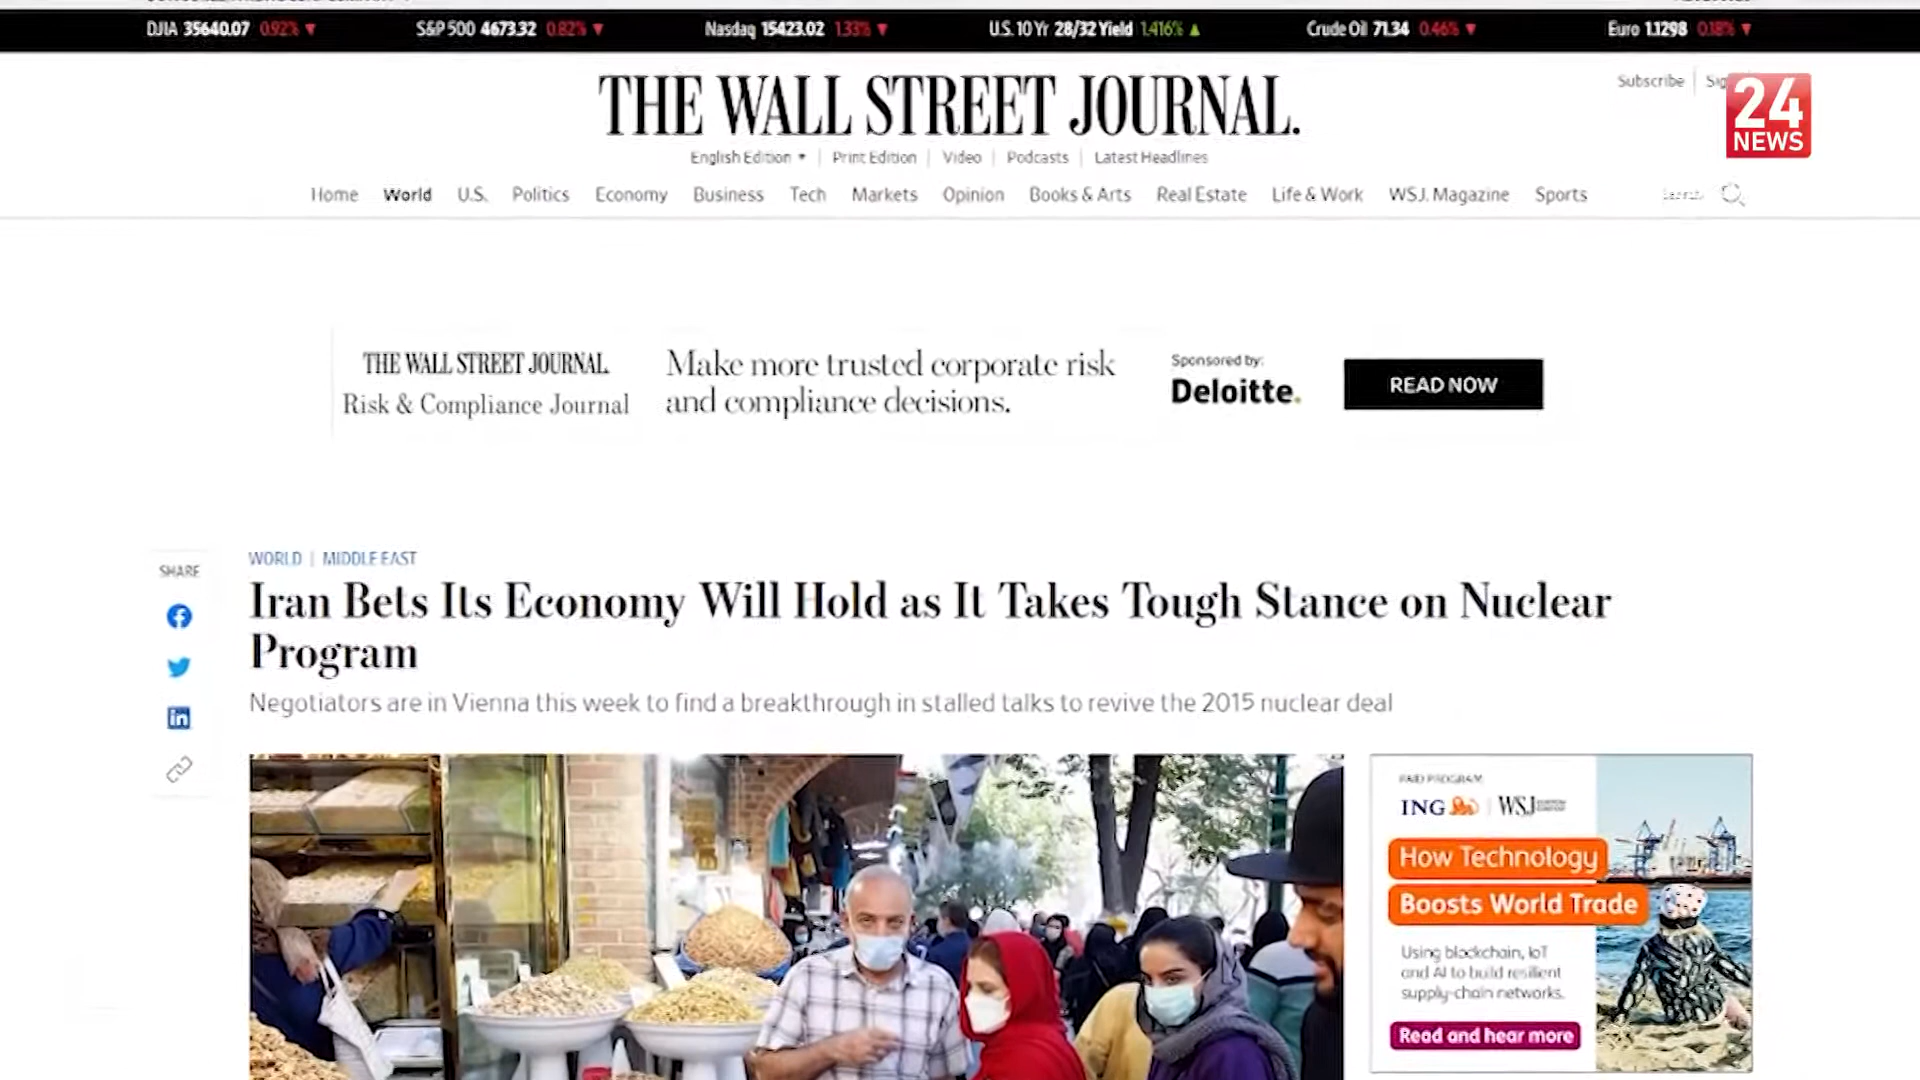 DJIA 35640.07 0.92% ▼ S&P 500 4673.32 0.82% ▼ Nasdaq 15423.02 1.33% ▼ U.S. 10 Yr 28/32 Yield 1.416% ▲ Crude Oil 71.34 0.46% ▼ Euro 1.1298 0.18% ▼
THE WALL STREET JOURNAL.
Subscribe
24
NEWS
English Edition ▾ | Print Edition | Video | Podcasts | Latest Headlines
Home World U.S. Politics Economy Business Tech Markets Opinion Books & Arts Real Estate Life & Work WSJ. Magazine Sports Search
THE WALL STREET JOURNAL.
Risk & Compliance Journal
Make more trusted corporate risk
and compliance decisions.
Sponsored by:
Deloitte.
READ NOW
SHARE
WORLD | MIDDLE EAST
Iran Bets Its Economy Will Hold as It Takes Tough Stance on Nuclear
Program
Negotiators are in Vienna this week to find a breakthrough in stalled talks to revive the 2015 nuclear deal
PAID PROGRAM
ING | WSJ
How Technology
Boosts World Trade
Using blockchain, IoT
and AI to build resilient
supply-chain networks.
Read and hear more